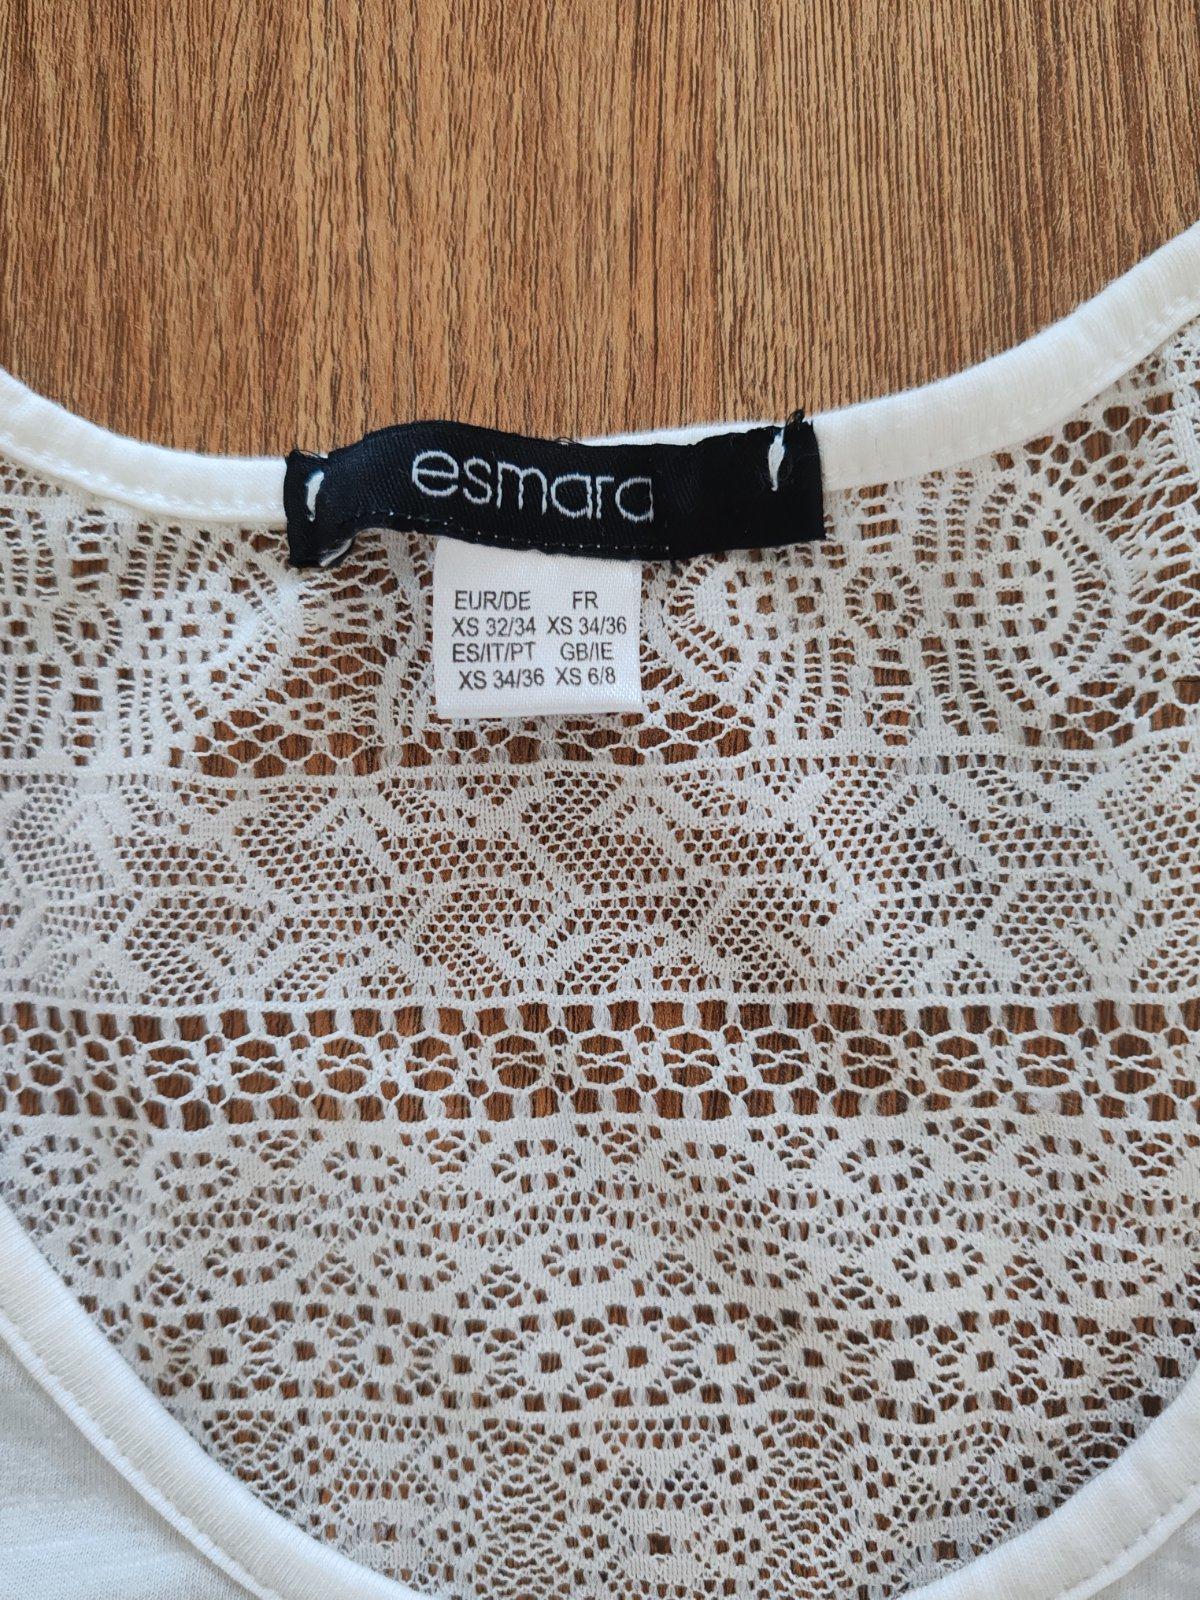 esmara
EUR/DE FR
XS 32/34 XS 34/36
ES/IT/PT GB/IE
XS 34/36 XS 6/8